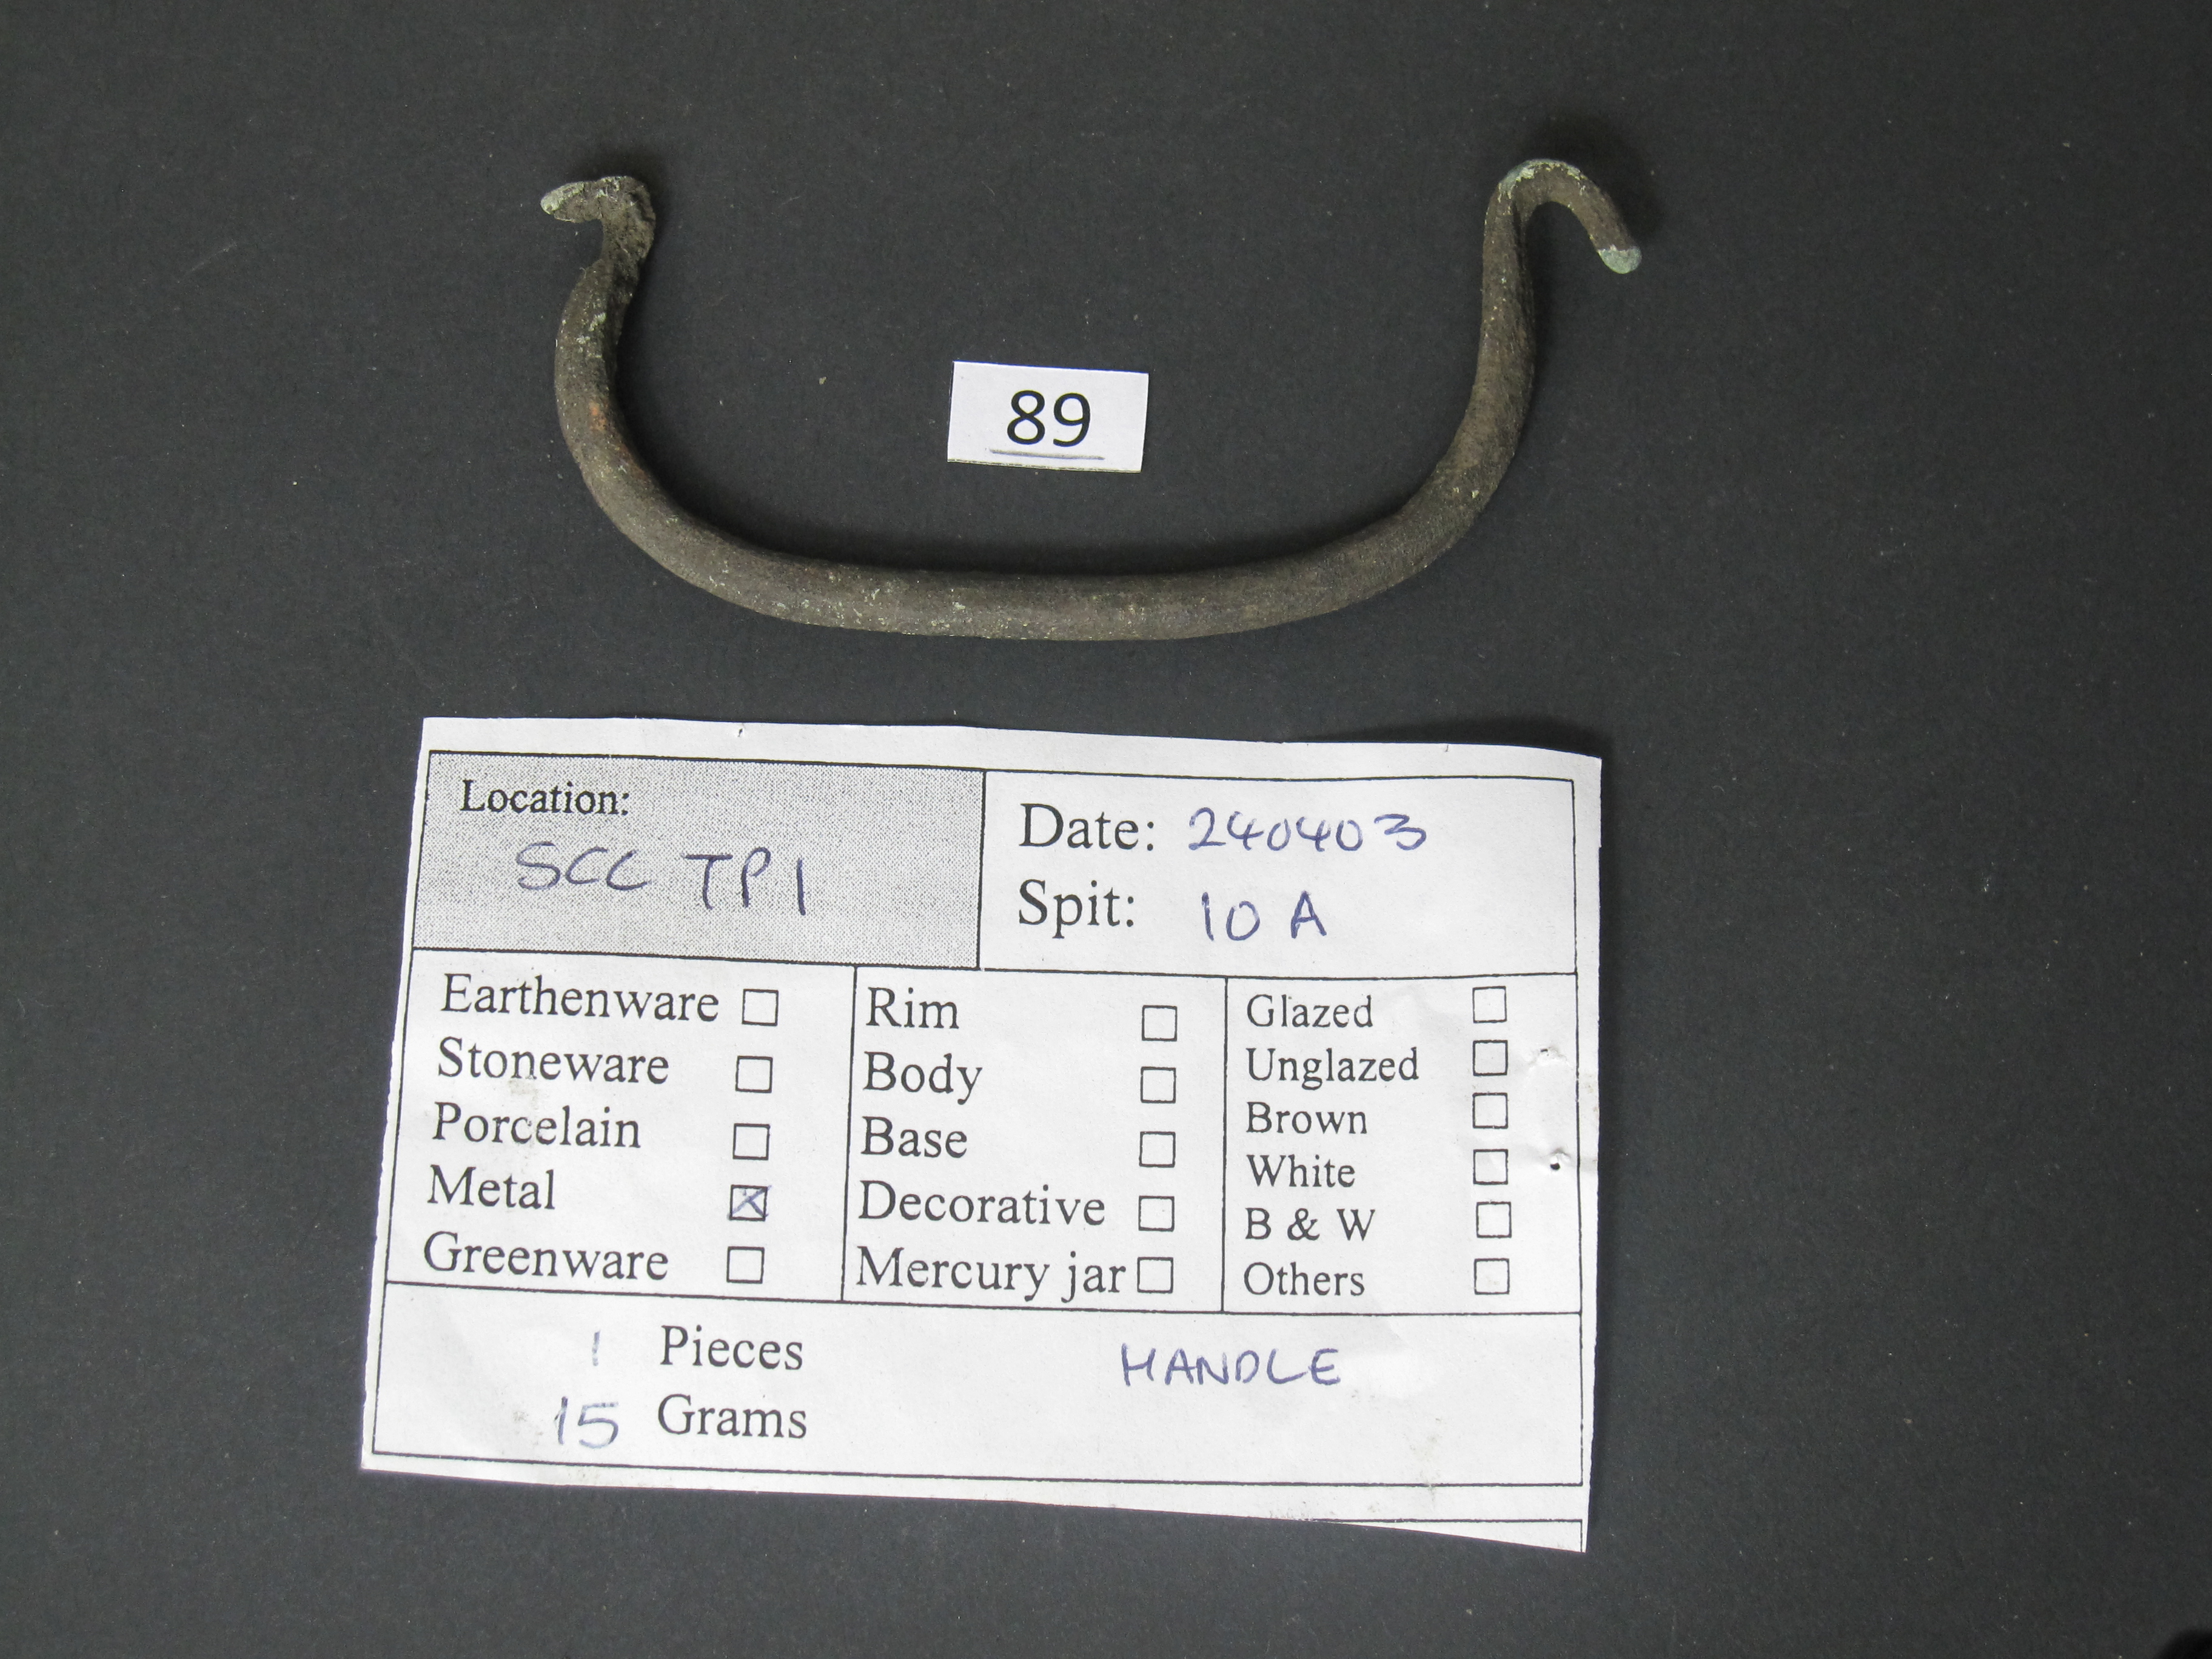 89
Location:
SCC TP1
Date: 240403
Spit: 10 A
Earthenware
Stoneware
Porcelain
Metal
Greenware
Rim
Body
Base
Decorative
Mercury jar
Glazed
Unglazed
Brown
White
B & W
Others
1 Pieces
15 Grams
HANDLE